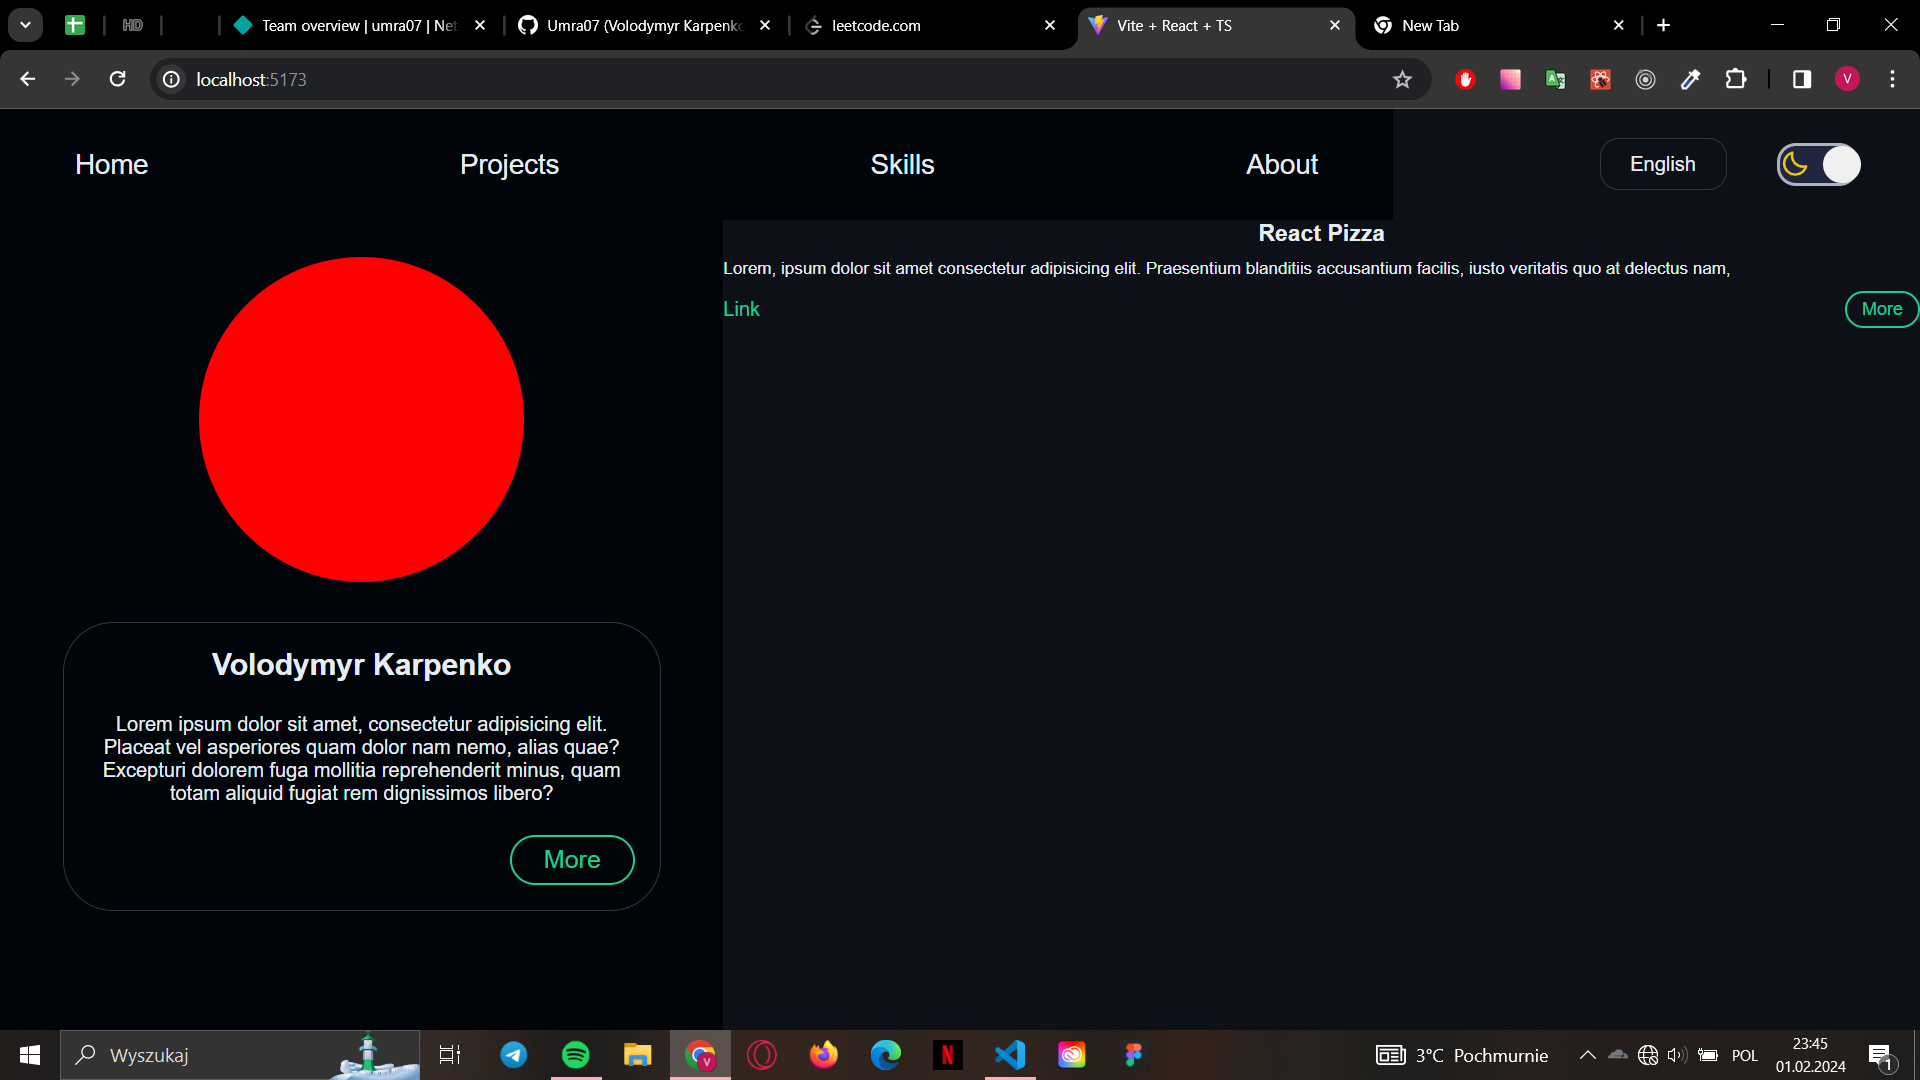 HD
Team overview | umra07 | Net
Umra07 (Volodymyr Karpenko
leetcode.com
Vite + React + TS
New Tab
localhost:5173
V
Home
Projects
Skills
About
English
React Pizza
Lorem, ipsum dolor sit amet consectetur adipisicing elit. Praesentium blanditiis accusantium facilis, iusto veritatis quo at delectus nam,
Link
More
Volodymyr Karpenko
Lorem ipsum dolor sit amet, consectetur adipisicing elit.
Placeat vel asperiores quam dolor nam nemo, alias quae?
Excepturi dolorem fuga mollitia reprehenderit minus, quam
totam aliquid fugiat rem dignissimos libero?
More
Wyszukaj
V
N
3°C Pochmurnie
POL
23:45
01.02.2024
1